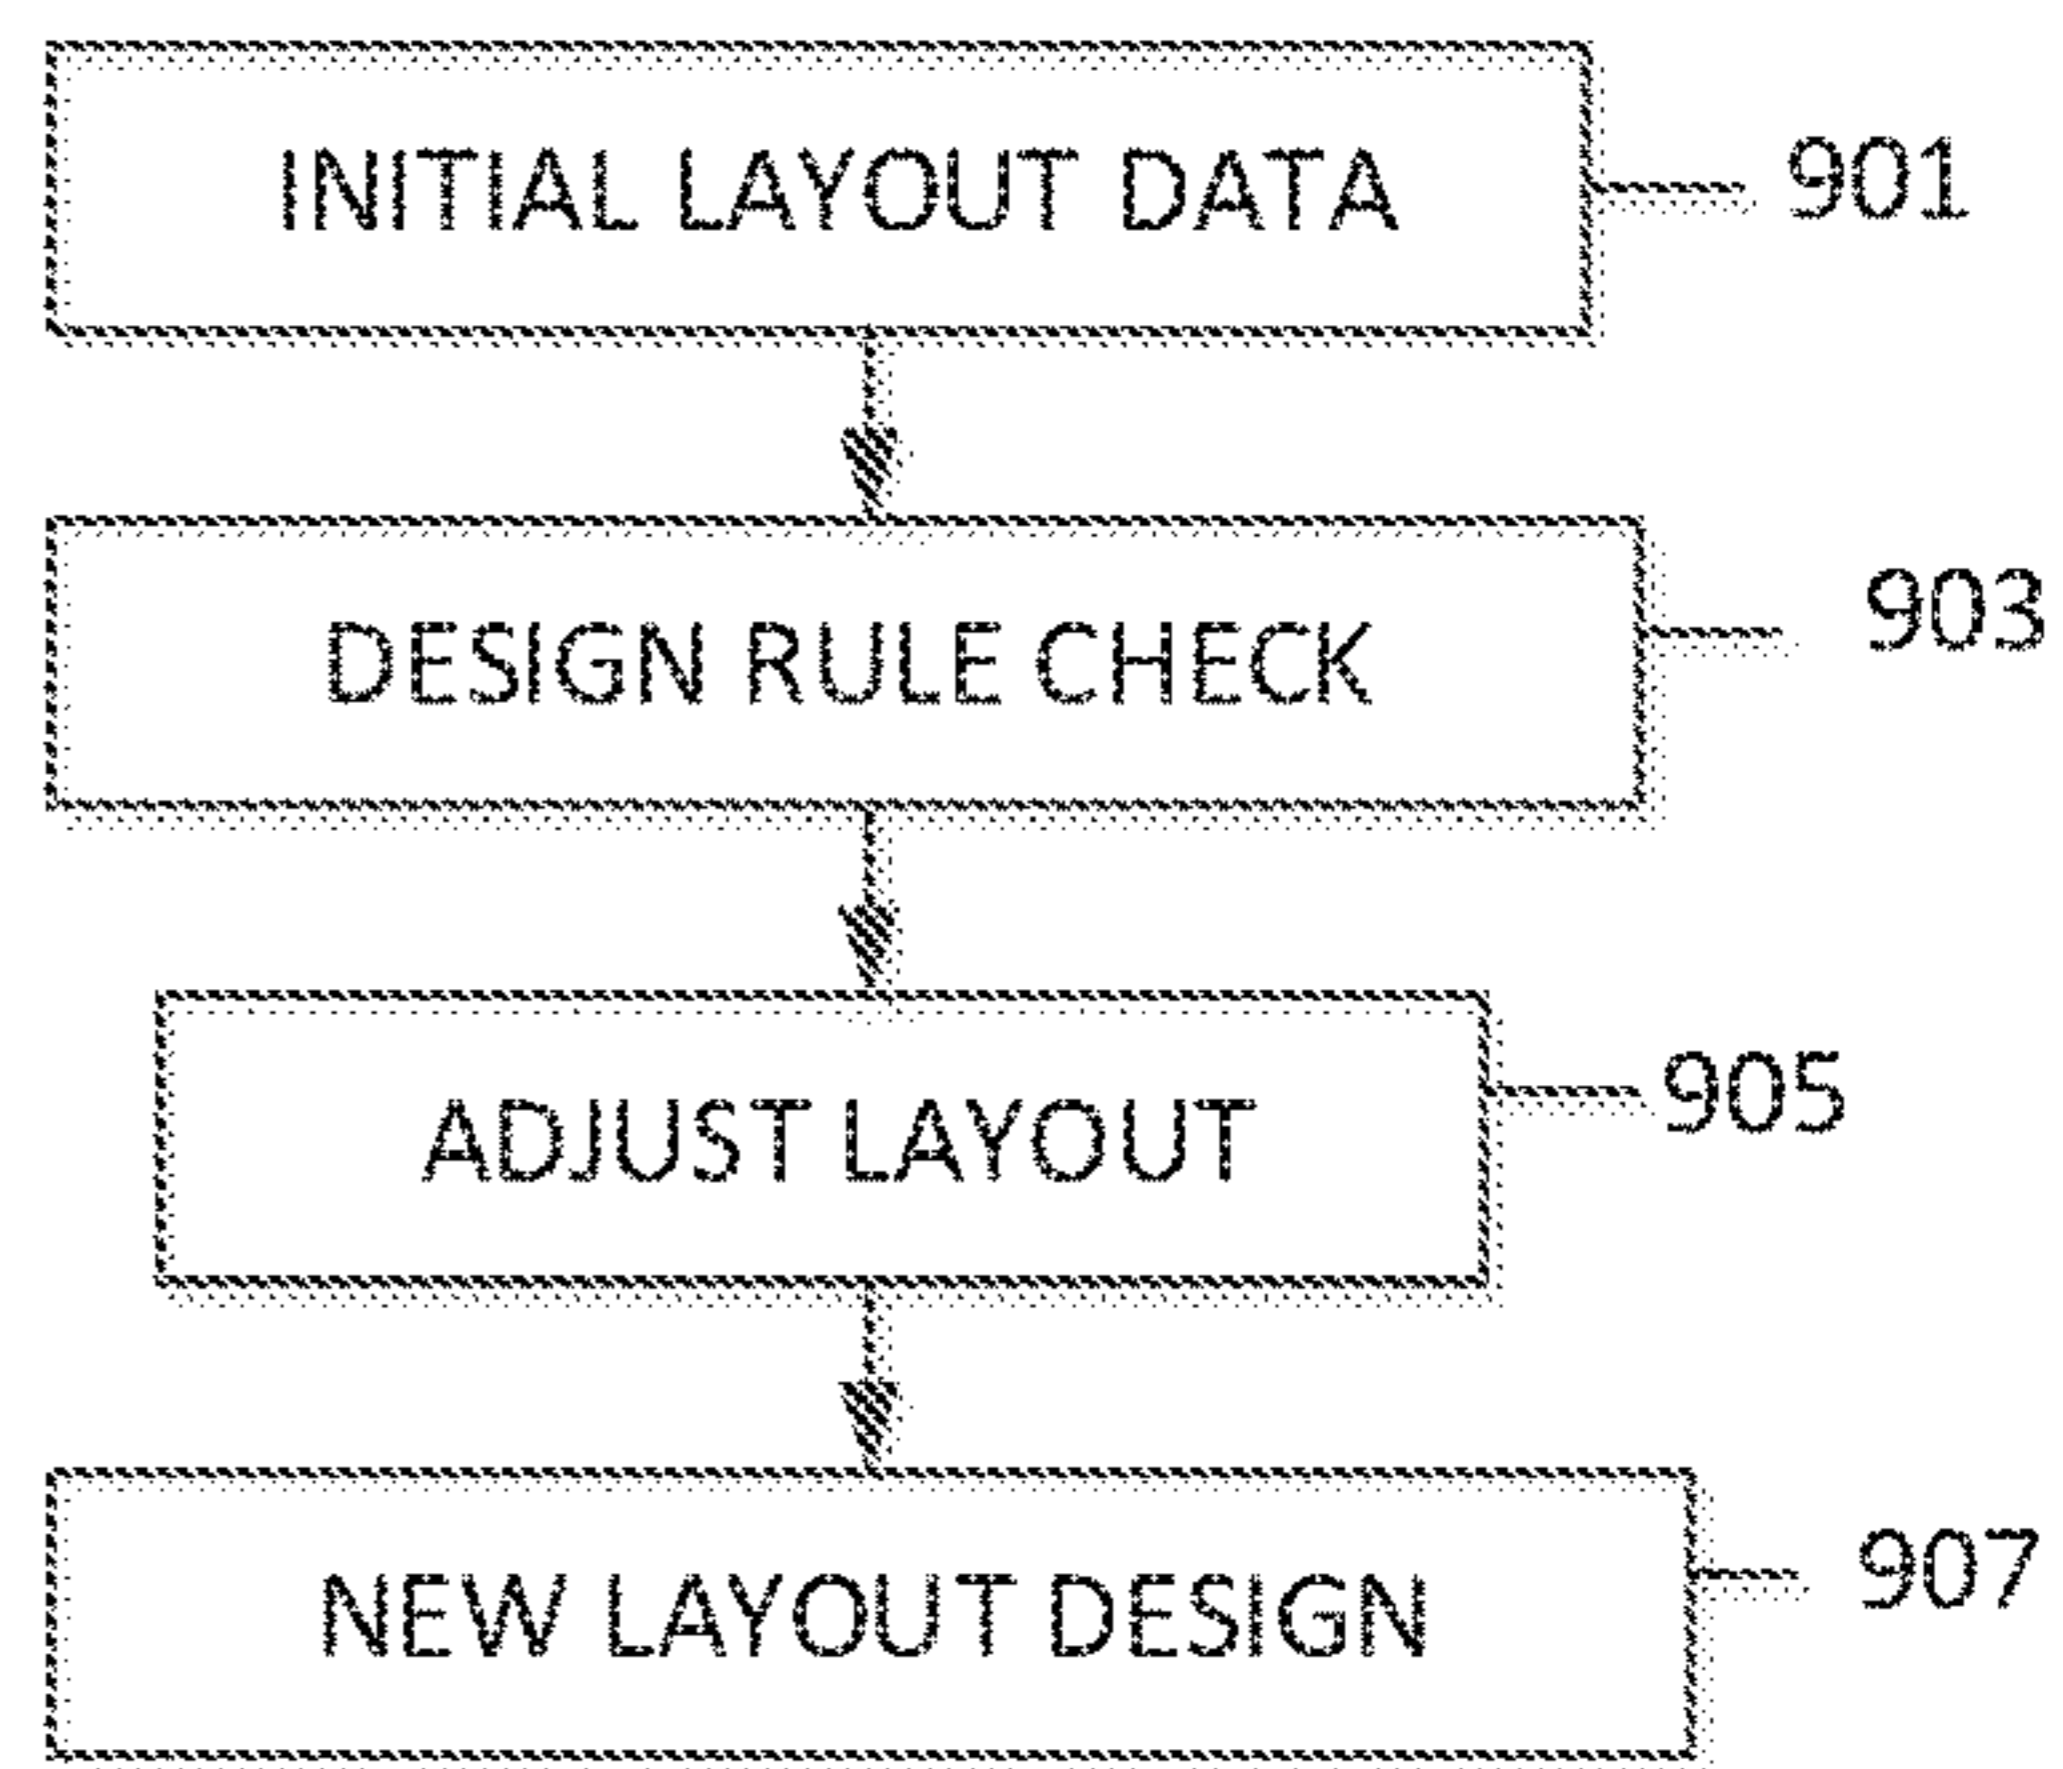 INITIAL LAYOUT DATA
901
DESIGN RULE CHECK
903
ADJUST LAYOUT
905
NEW LAYOUT DESIGN
907